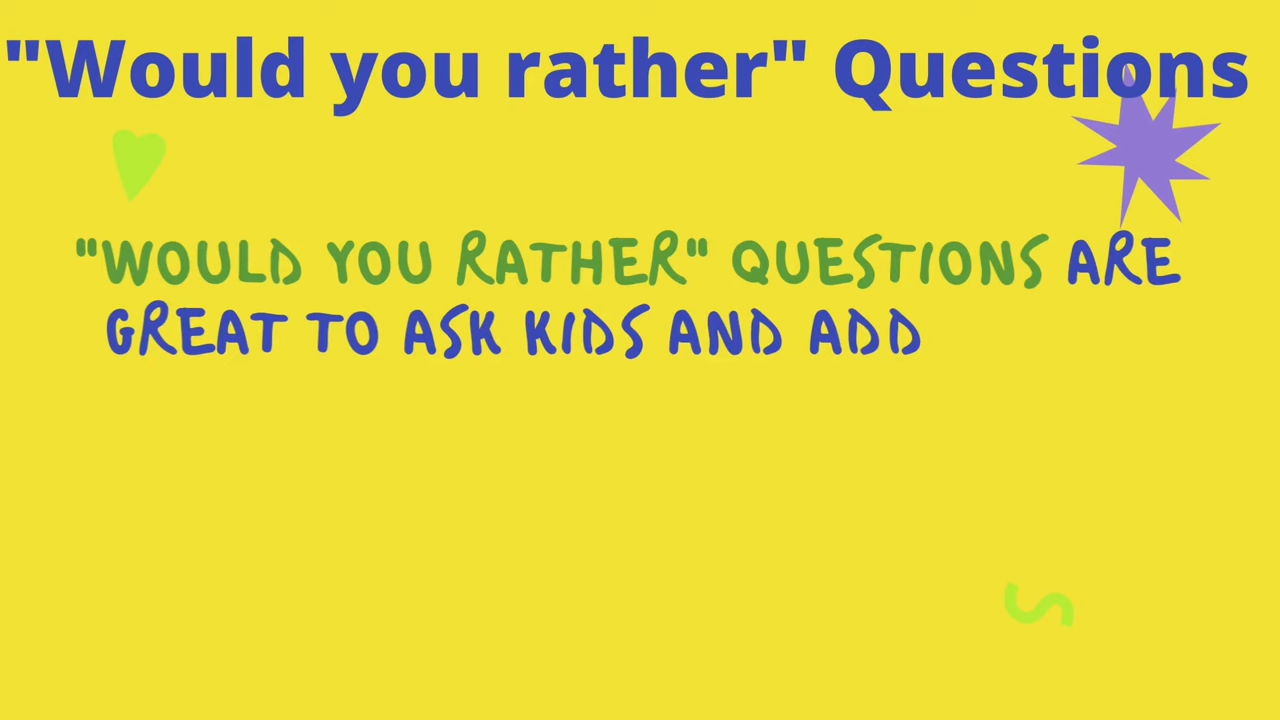 "Would you rather" Questions
"WOULD YOU RATHER" QUESTIONS ARE
GREAT TO ASK KIDS AND ADD